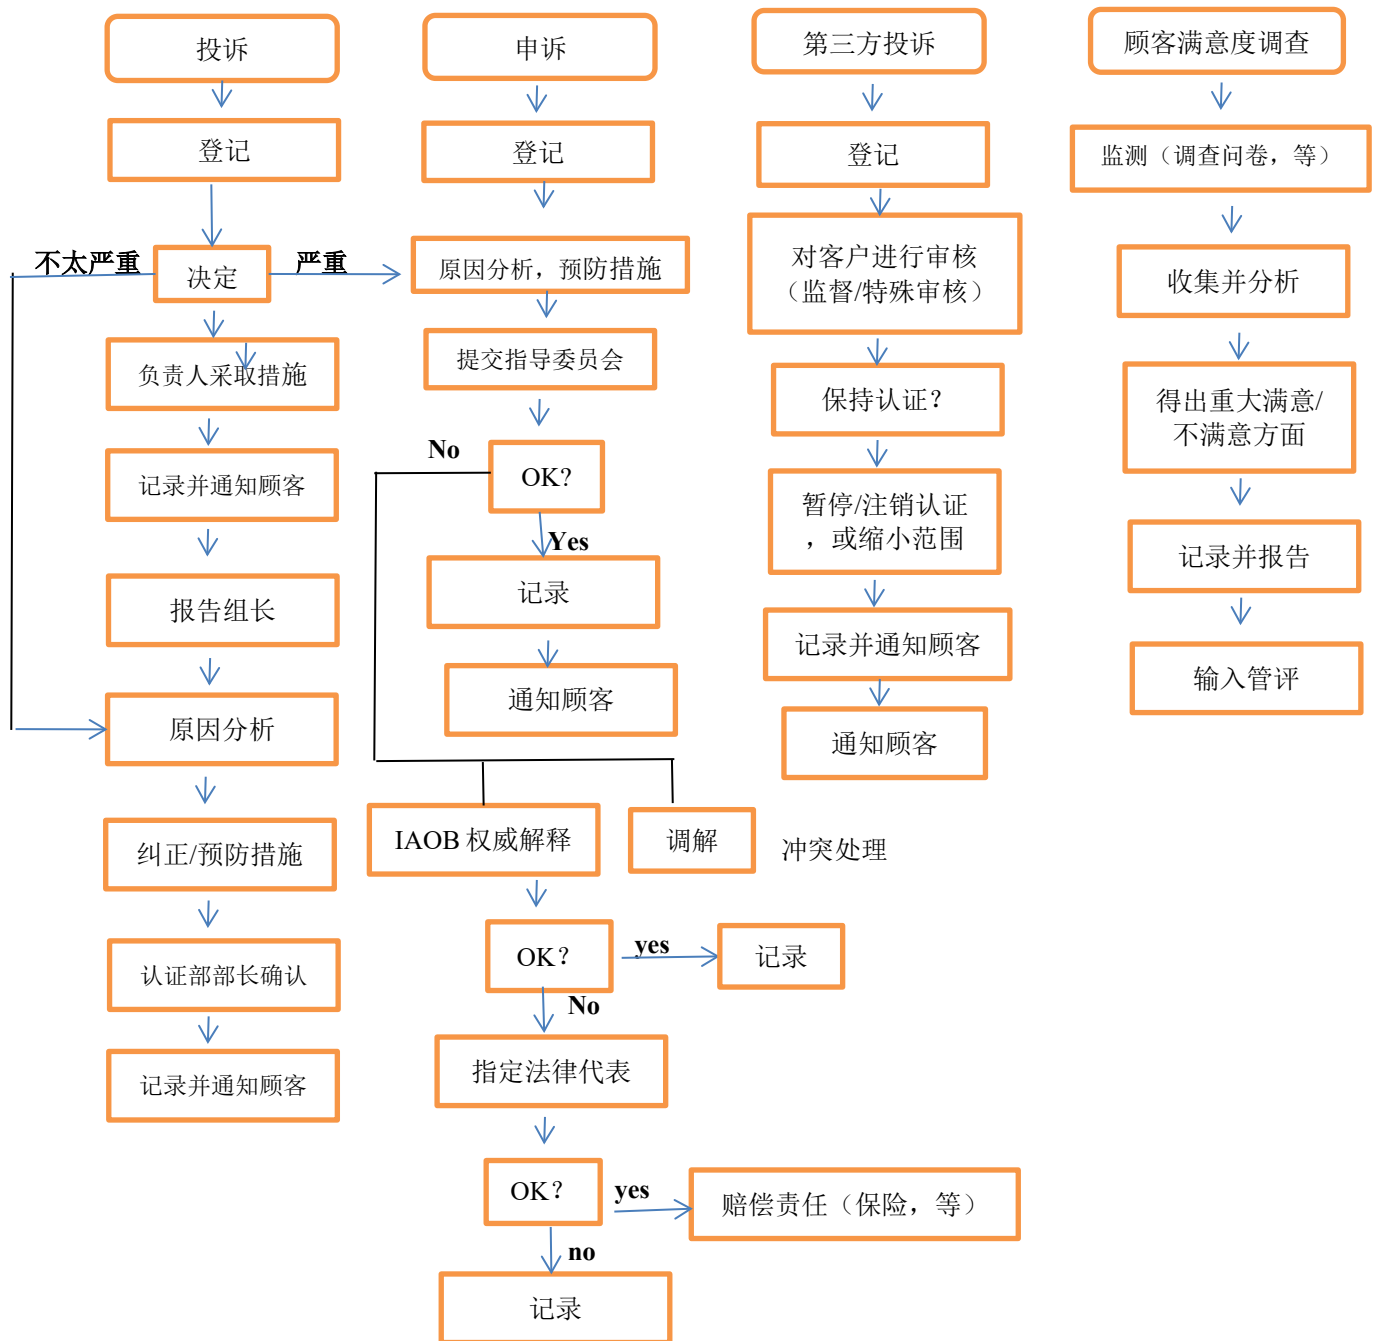 投诉
申诉
第三方投诉
顾客满意度调查
登记
登记
登记
监测（调查问卷，等）
不太严重
决定
严重
原因分析，预防措施
对客户进行审核
（监督/特殊审核）
收集并分析
负责人采取措施
提交指导委员会
保持认证？
得出重大满意/
不满意方面
No
记录并通知顾客
OK?
暂停/注销认证
，或缩小范围
Yes
记录并报告
报告组长
记录
记录并通知顾客
输入管评
原因分析
通知顾客
通知顾客
纠正/预防措施
IAOB 权威解释
调解
冲突处理
认证部部长确认
OK？
yes
记录
No
记录并通知顾客
指定法律代表
OK？
yes
赔偿责任（保险，等）
no
记录